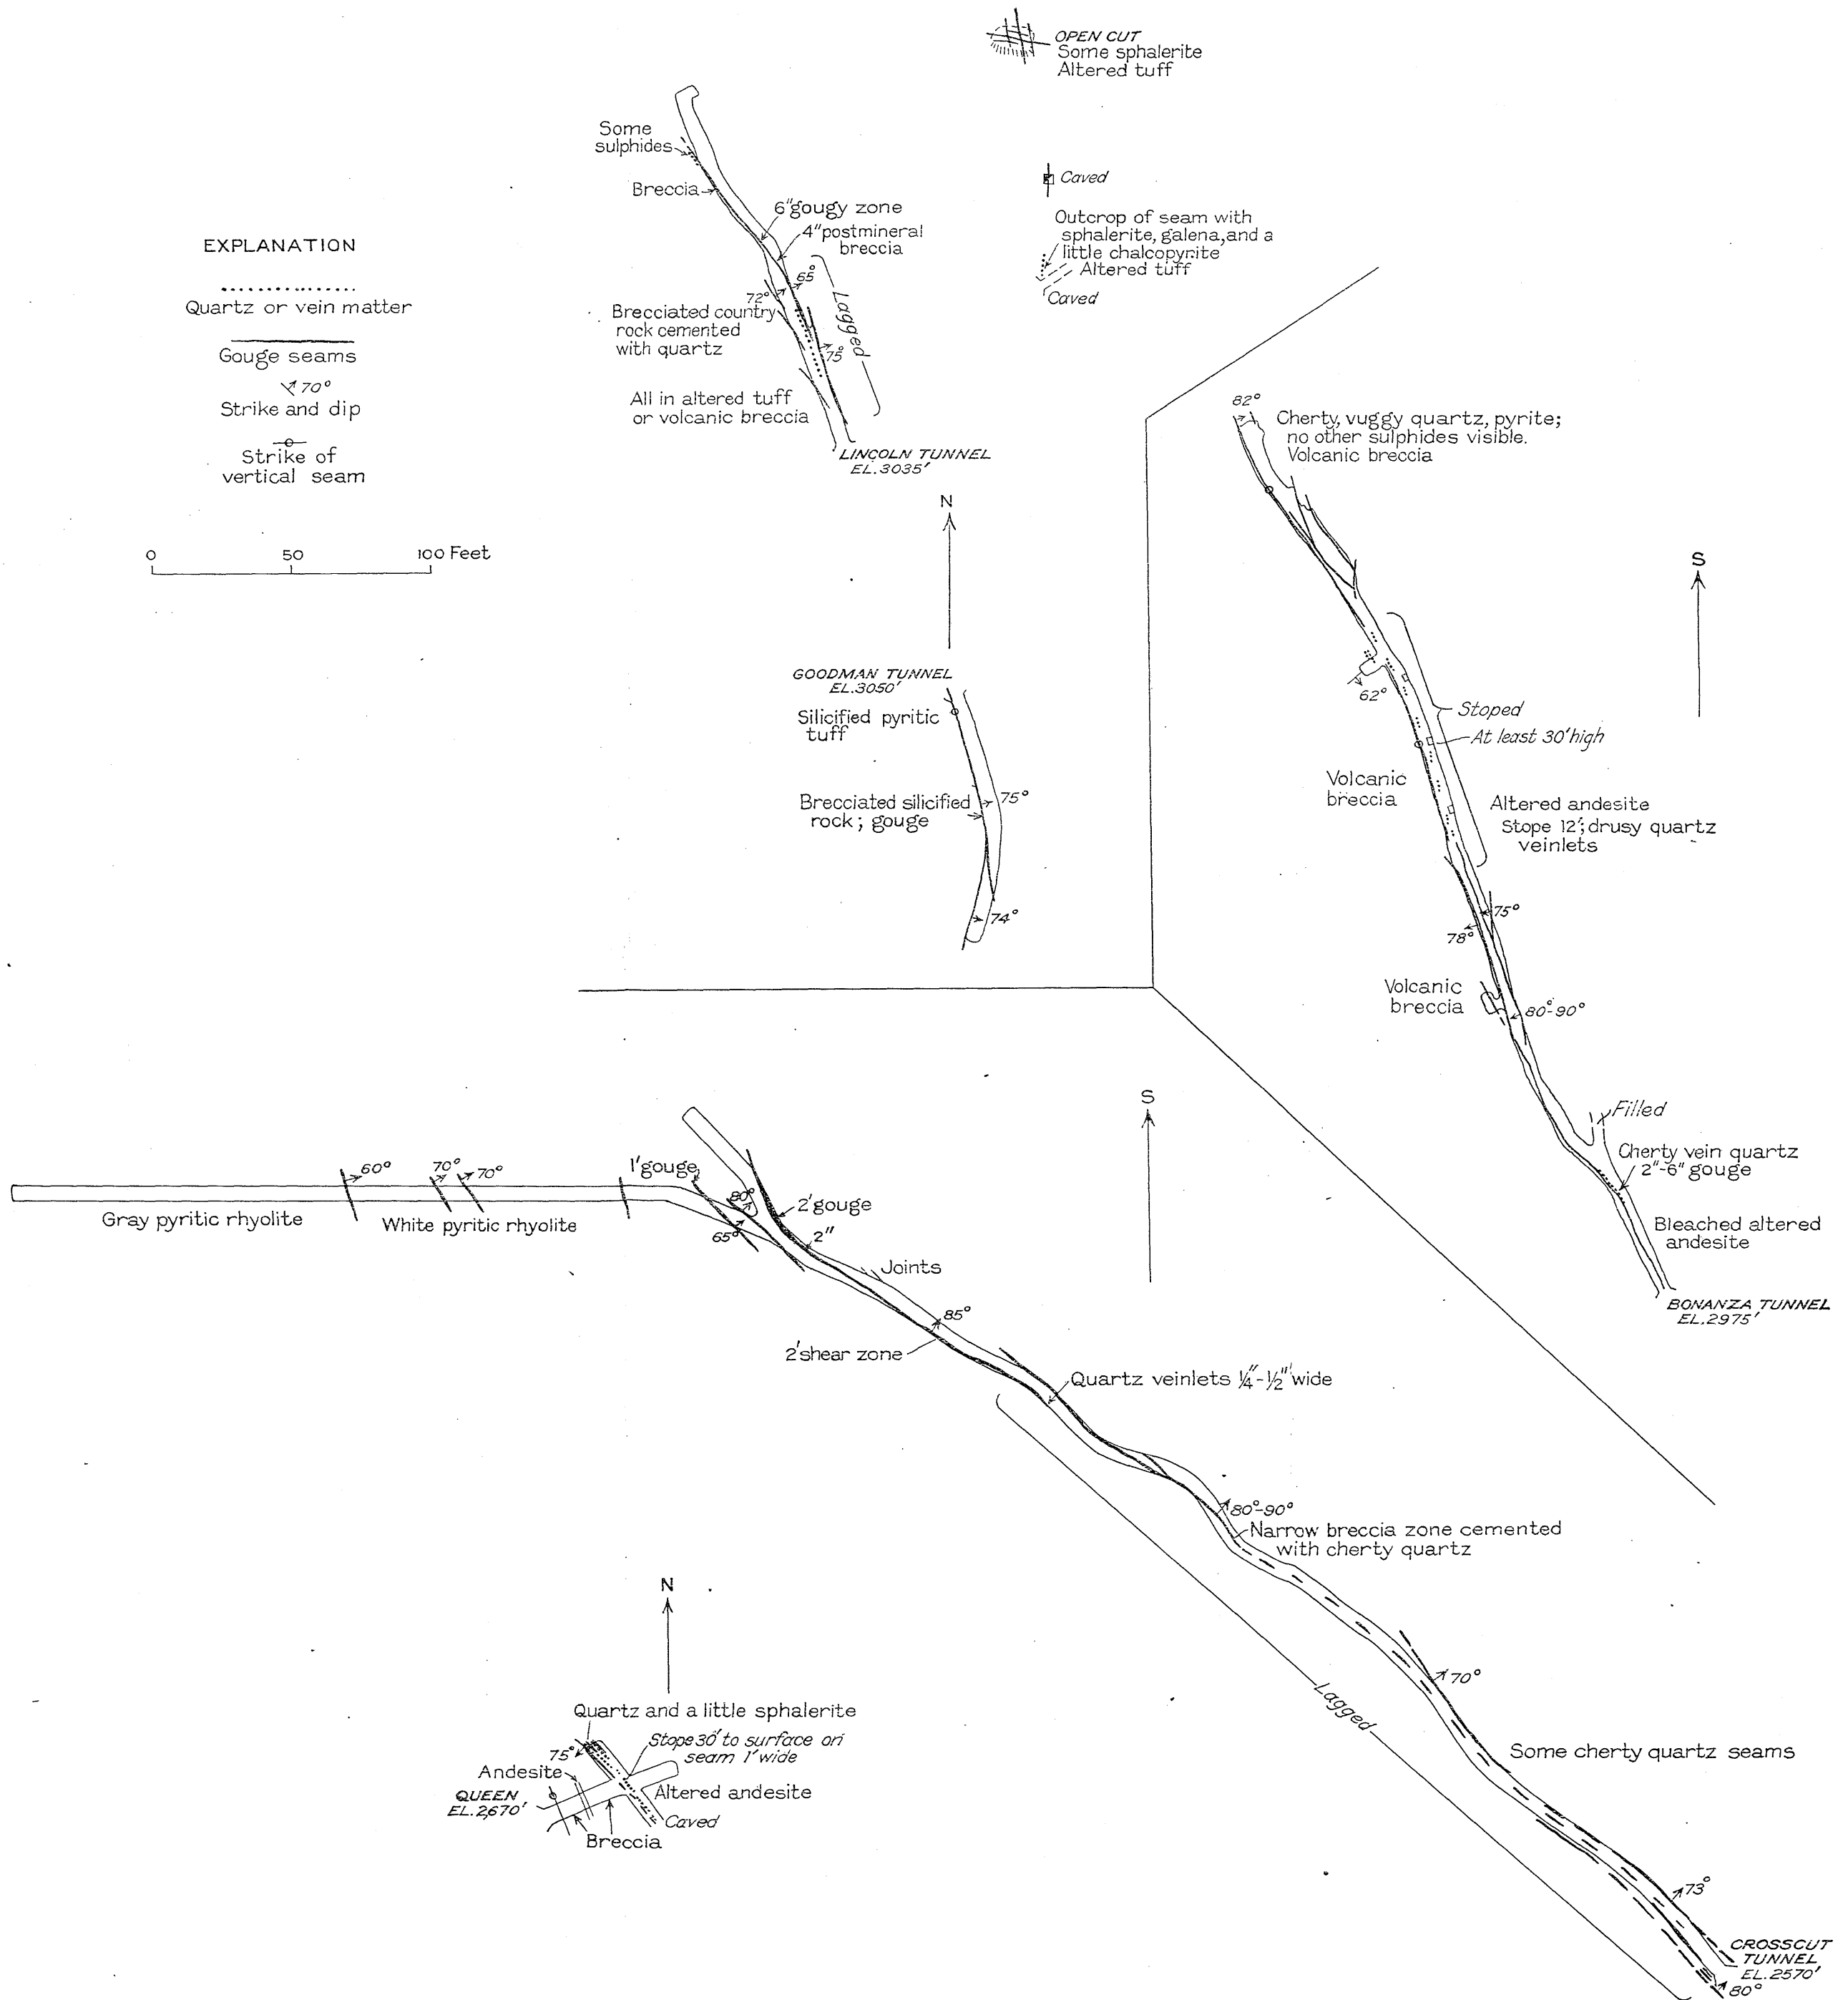 OPEN CUT
Some sphalerite
Altered tuff
Some
sulphides
Breccia
6" gougy zone
4" postmineral
breccia
65°
72°
Lagged
Brecciated country
rock cemented
with quartz
75°
All in altered tuff
or volcanic breccia
LINCOLN TUNNEL
EL. 3035'
Caved
Outcrop of seam with
sphalerite, galena, and a
little chalcopyrite
Altered tuff
Caved
EXPLANATION
Quartz or vein matter
Gouge seams
70°
Strike and dip
Strike of
vertical seam
0 50 100 Feet
N
GOODMAN TUNNEL
EL. 3050'
Silicified pyritic
tuff
Brecciated silicified
rock; gouge
75°
74°
82°
Cherty, vuggy quartz, pyrite;
no other sulphides visible.
Volcanic breccia
S
62°
Stoped
At least 30' high
Volcanic
breccia
Altered andesite
Stope 12'; drusy quartz
veinlets
75°
78°
Volcanic
breccia
80°-90°
Filled
Cherty vein quartz
2"-6" gouge
Bleached altered
andesite
BONANZA TUNNEL
EL. 2975'
S
60°
70°
70°
1' gouge
80°
65°
Gray pyritic rhyolite
White pyritic rhyolite
2' gouge
2"
Joints
85°
2' shear zone
Quartz veinlets ¼"-½" wide
80°-90°
Narrow breccia zone cemented
with cherty quartz
70°
Lagged
Some cherty quartz seams
73°
CROSSCUT
TUNNEL
EL. 2570'
80°
N
Quartz and a little sphalerite
Stope 30' to surface on
seam 1' wide
75°
Andesite
QUEEN
EL. 2,670'
Altered andesite
Caved
Breccia